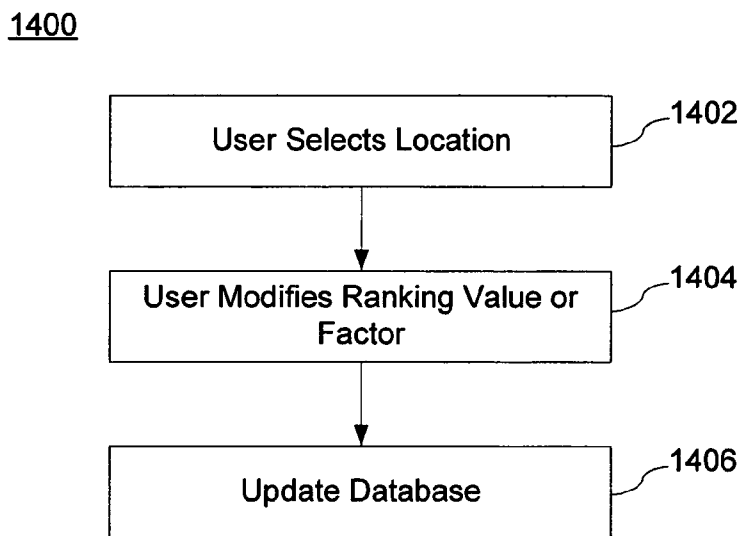 1400
User Selects Location
1402
User Modifies Ranking Value or
Factor
1404
Update Database
1406